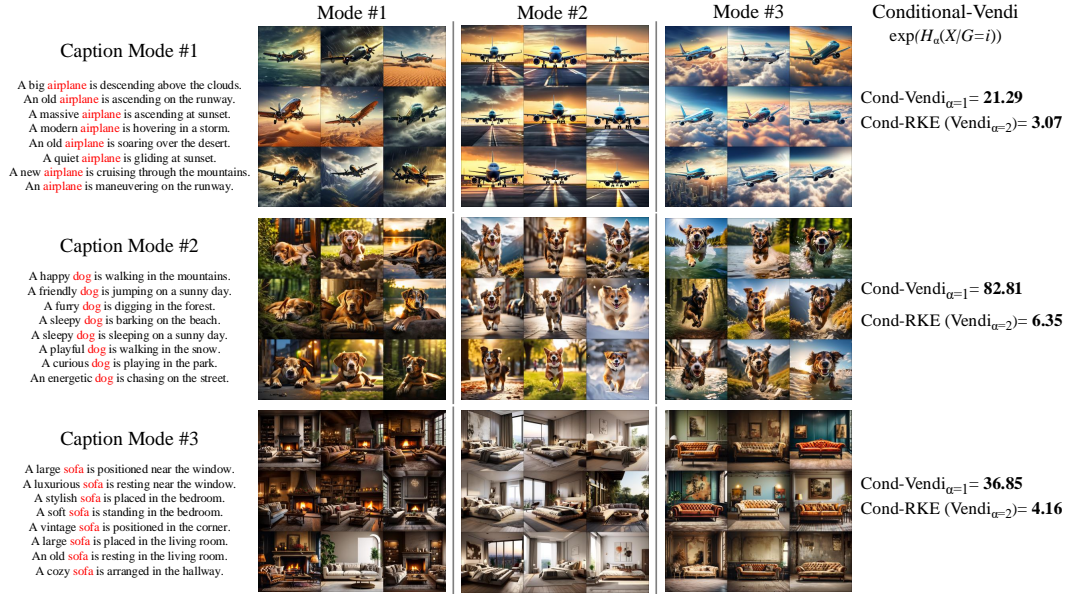 Mode #1
Mode #2
Mode #3
Conditional-Vendi
exp(Hα(X/G=i))
Caption Mode #1
A big airplane is descending above the clouds.
An old airplane is ascending on the runway.
A massive airplane is ascending at sunset.
A modern airplane is hovering in a storm.
An old airplane is soaring over the desert.
A quiet airplane is gliding at sunset.
A new airplane is cruising through the mountains.
An airplane is maneuvering on the runway.
Cond-Vendiα=1= 21.29
Cond-RKE (Vendiα=2)= 3.07
Caption Mode #2
A happy dog is walking in the mountains.
A friendly dog is jumping on a sunny day.
A furry dog is digging in the forest.
A sleepy dog is barking on the beach.
A sleepy dog is sleeping on a sunny day.
A playful dog is walking in the snow.
A curious dog is playing in the park.
An energetic dog is chasing on the street.
Cond-Vendiα=1= 82.81
Cond-RKE (Vendiα=2)= 6.35
Caption Mode #3
A large sofa is positioned near the window.
A luxurious sofa is resting near the window.
A stylish sofa is placed in the bedroom.
A soft sofa is standing in the bedroom.
A vintage sofa is positioned in the corner.
A large sofa is placed in the living room.
An old sofa is resting in the living room.
A cozy sofa is arranged in the hallway.
Cond-Vendiα=1= 36.85
Cond-RKE (Vendiα=2)= 4.16